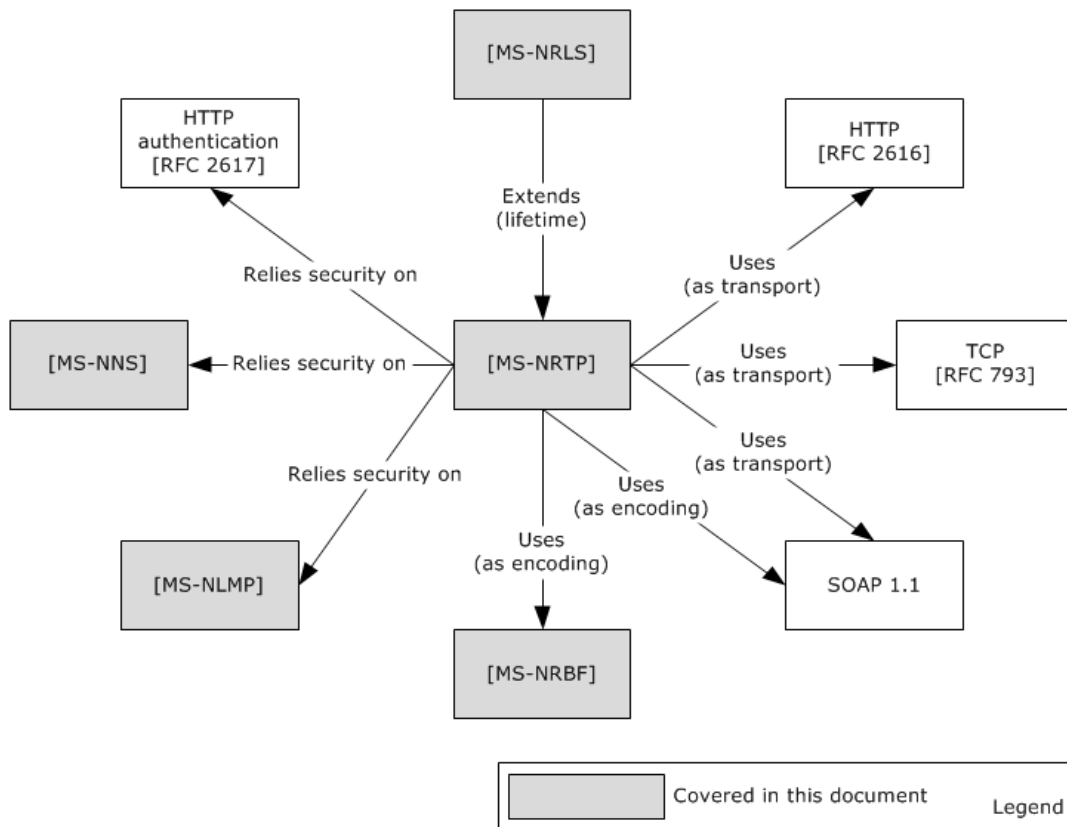 [MS-NRLS]
HTTP
authentication
[RFC 2617]
HTTP
[RFC 2616]
Extends
(lifetime)
Relies security on
Uses
(as transport)
[MS-NNS]
Relies security on
[MS-NRTP]
Uses
(as transport)
TCP
[RFC 793]
Relies security on
Uses
(as transport)
Uses
(as encoding)
Uses
(as encoding)
[MS-NLMP]
SOAP 1.1
[MS-NRBF]
Covered in this document
Legend